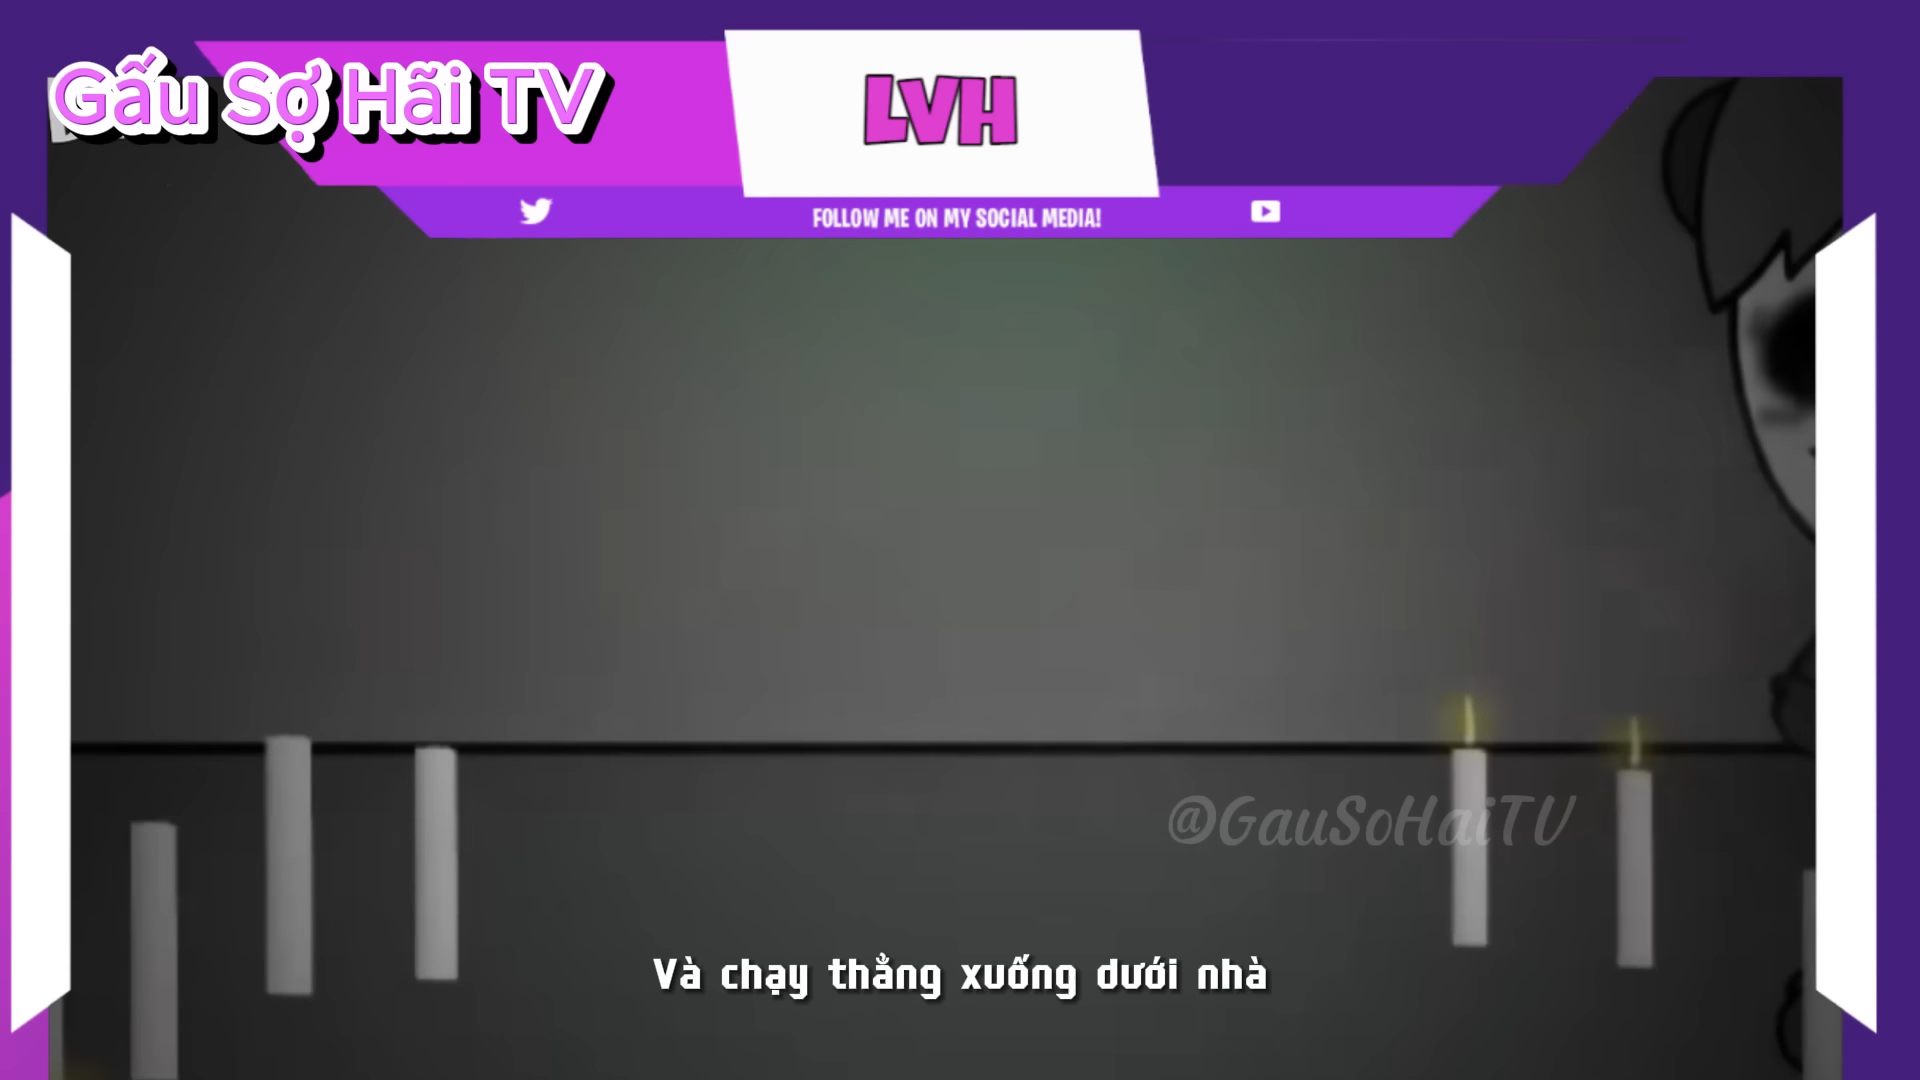 Gấu Sợ Hãi TV
LVH
FOLLOW ME ON MY SOCIAL MEDIA!
@GauSoHaiTV
Và chạy thẳng xuống dưới nhà